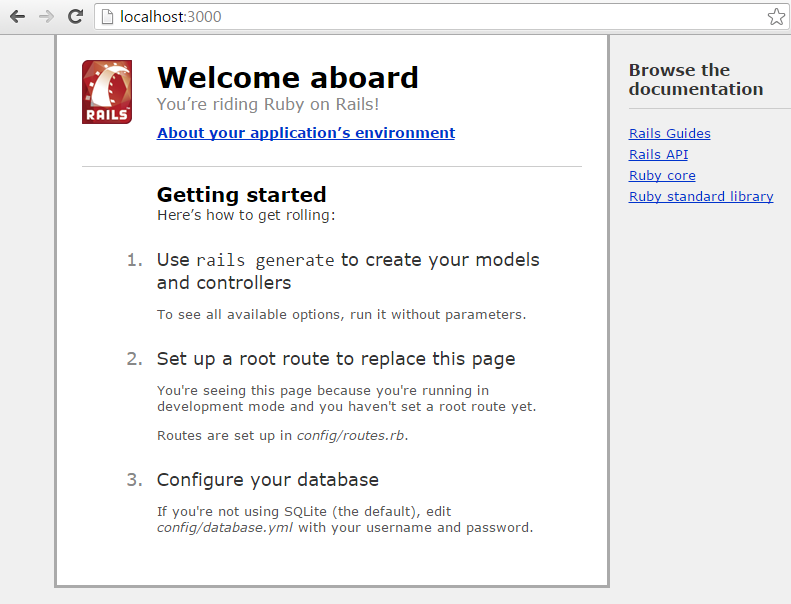 localhost:3000
RAILS
Welcome aboard
You’re riding Ruby on Rails!
About your application’s environment
Getting started
Here’s how to get rolling:
1. Use rails generate to create your models
and controllers
To see all available options, run it without parameters.
2. Set up a root route to replace this page
You're seeing this page because you're running in
development mode and you haven't set a root route yet.
Routes are set up in config/routes.rb.
3. Configure your database
If you're not using SQLite (the default), edit
config/database.yml with your username and password.
Browse the
documentation
Rails Guides
Rails API
Ruby core
Ruby standard library